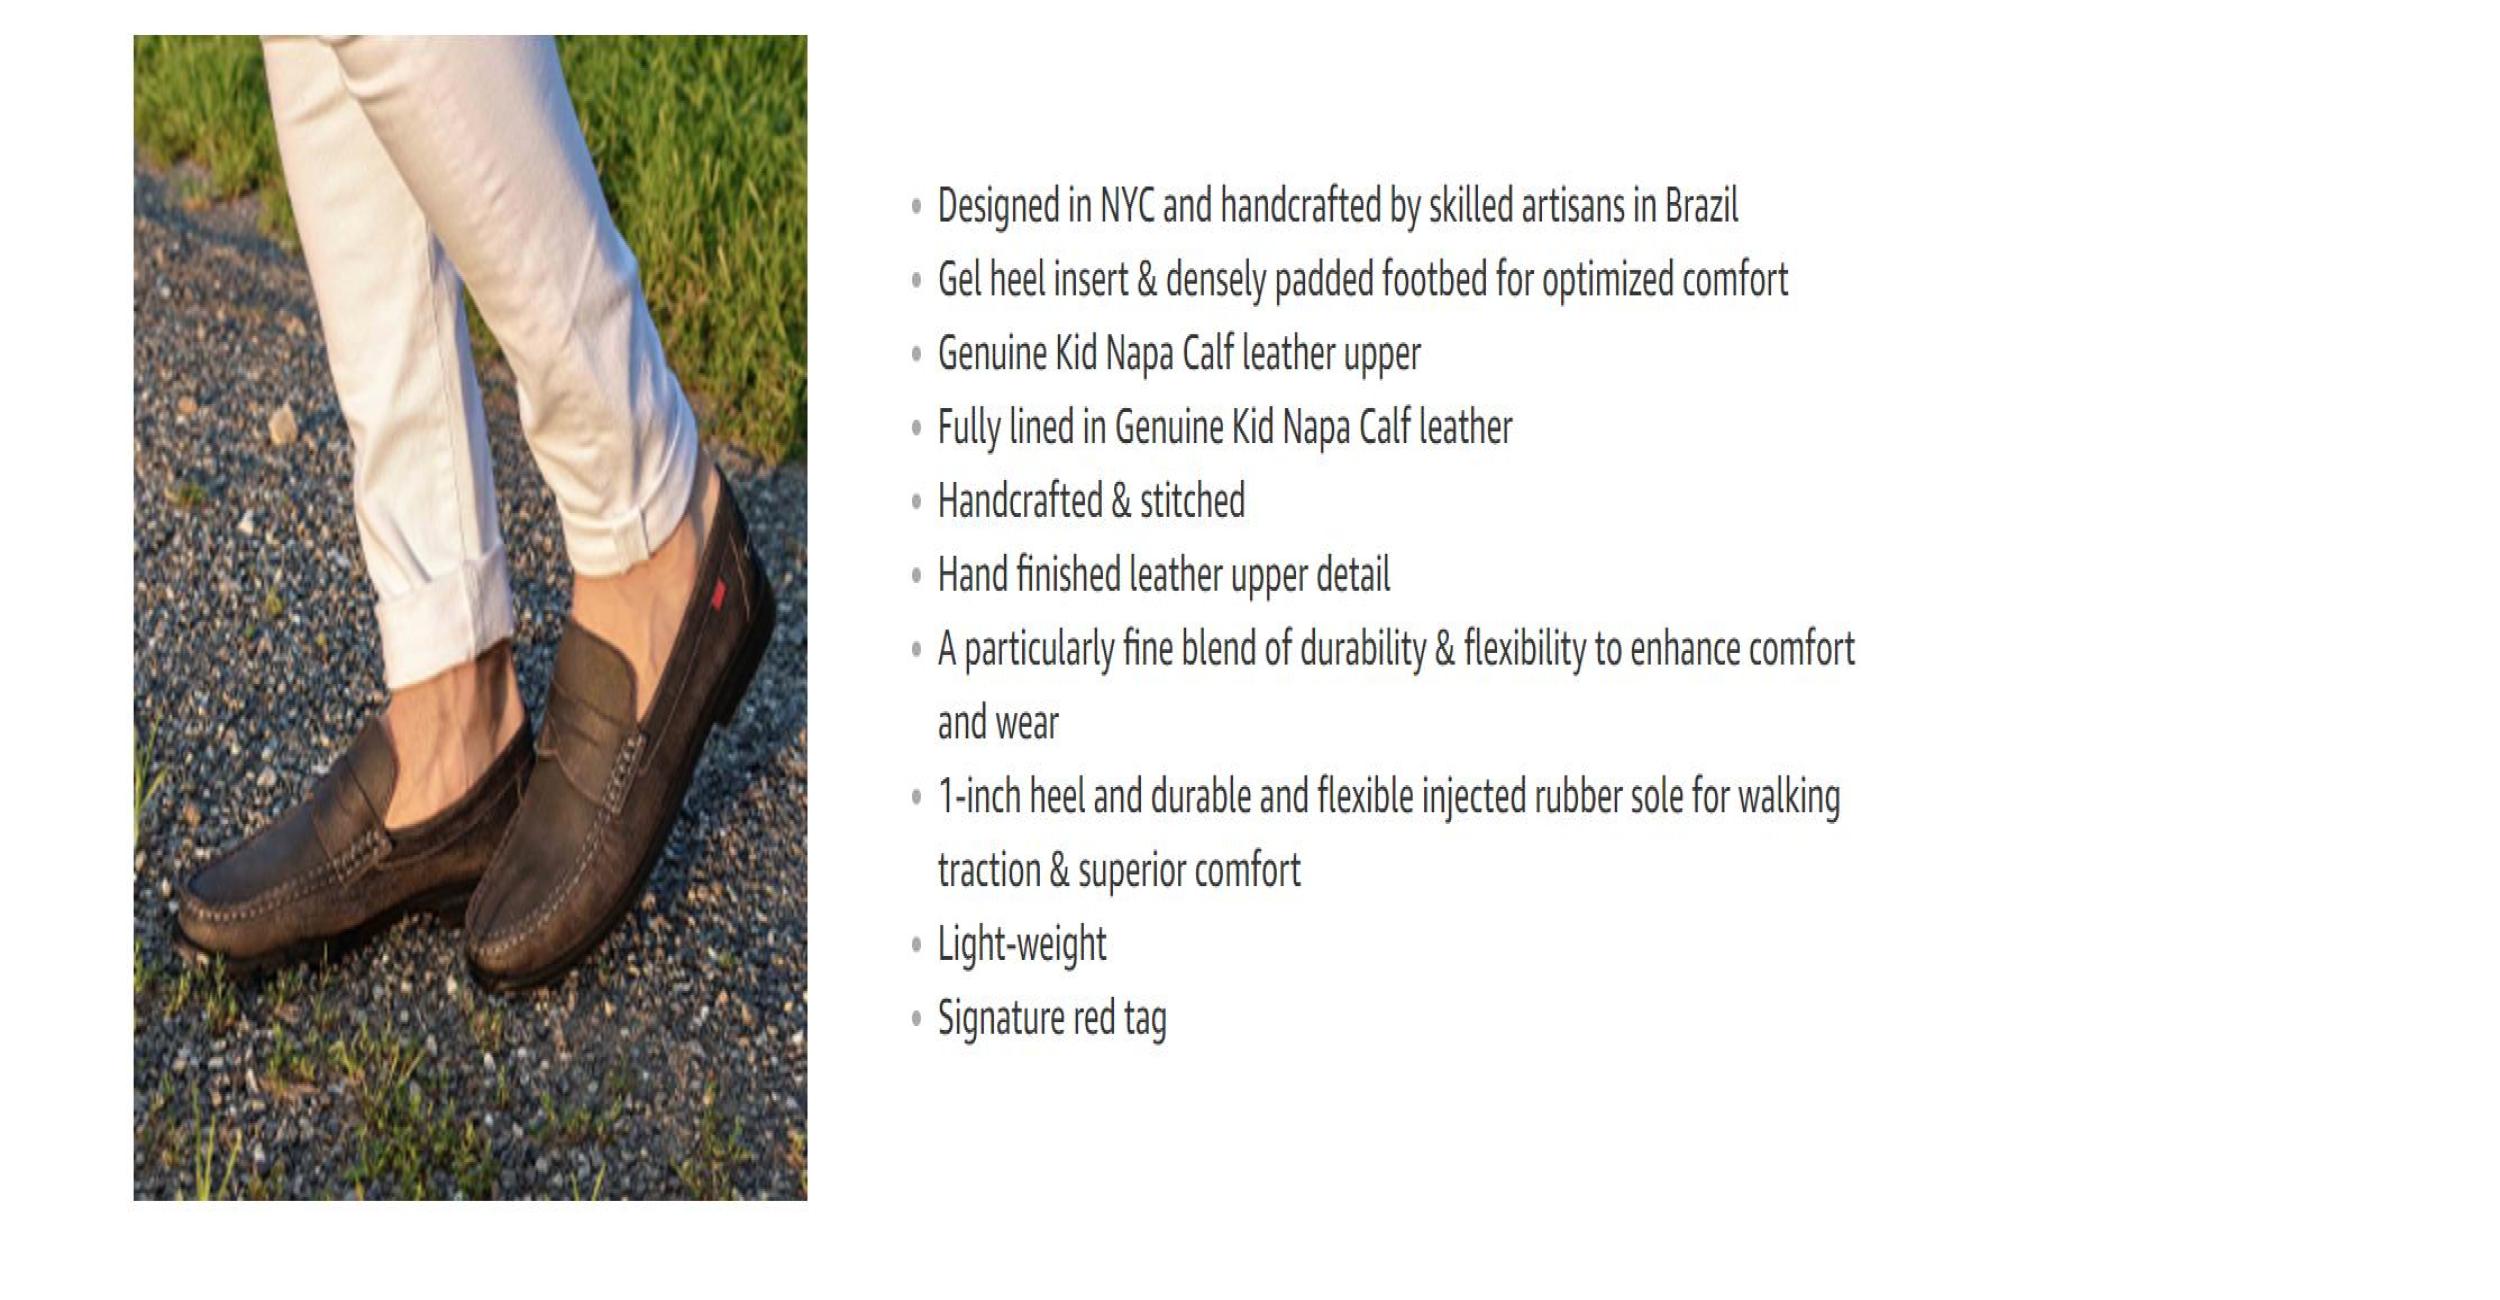 Designed in NYC and handcrafted by skilled artisans in Brazil
Gel heel insert & densely padded footbed for optimized comfort
Genuine Kid Napa Calf leather upper
Fully lined in Genuine Kid Napa Calf leather
Handcrafted & stitched
Hand finished leather upper detail
A particularly fine blend of durability & flexibility to enhance comfort
and wear
1-inch heel and durable and flexible injected rubber sole for walking
traction & superior comfort
Light-weight
Signature red tag